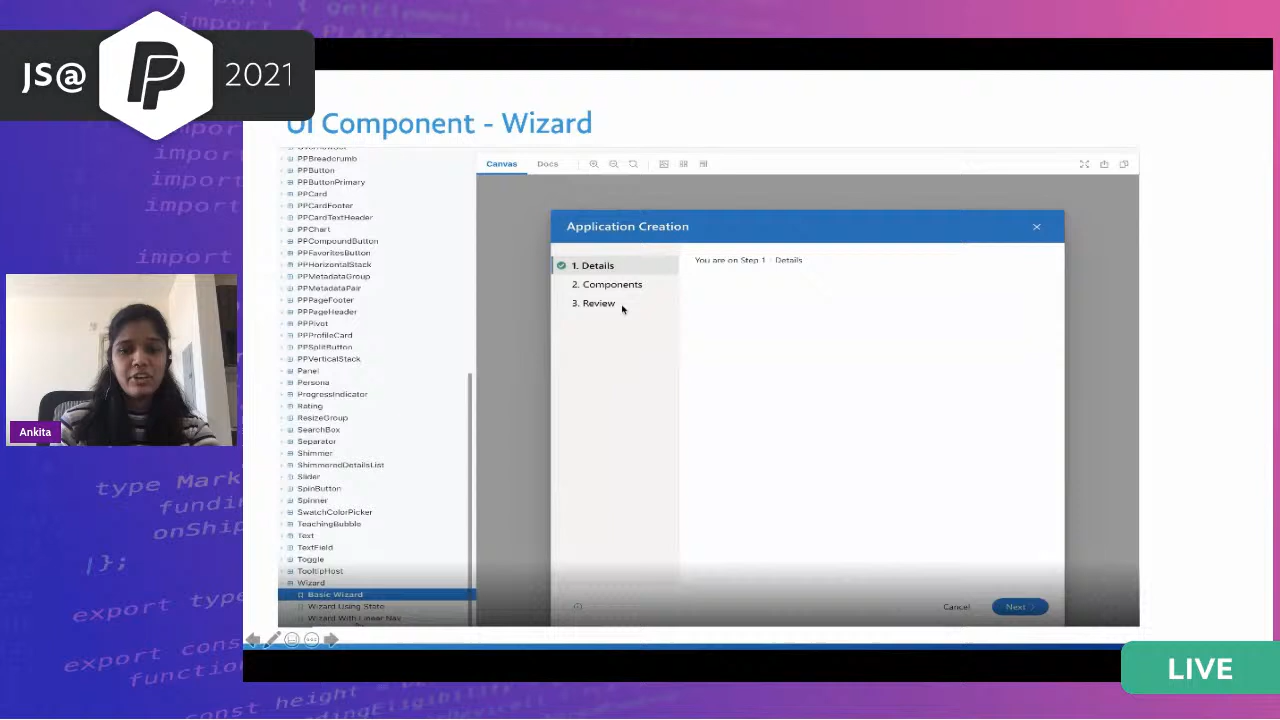 JS@ 2021
UI Component - Wizard
PPBreadcrumb
PPButton
PPButtonPrimary
PPCard
PPCardFooter
PPCardTextHeader
PPChart
PPCompoundButton
PPFavoritesButton
PPHorizontalStack
PPMetadataGroup
PPMetadataPair
PPPageFooter
PPPageHeader
PPPivot
PPProfileCard
PPSplitButton
PPVerticalStack
Panel
Persona
ProgressIndicator
Rating
ResizeGroup
SearchBox
Separator
Shimmer
ShimmeredDetailsList
Slider
SpinButton
Spinner
SwatchColorPicker
TeachingBubble
Text
TextField
Toggle
TooltipHost
Wizard
Basic Wizard
Wizard Using State
Wizard With Linear Nav
Canvas Docs
Application Creation
1. Details
2. Components
3. Review
You are on Step 1 - Details
Cancel Next
Ankita
LIVE
import
import
import
import
type Mark
fundin
onShip
|};
export type
export cons
function
const height =